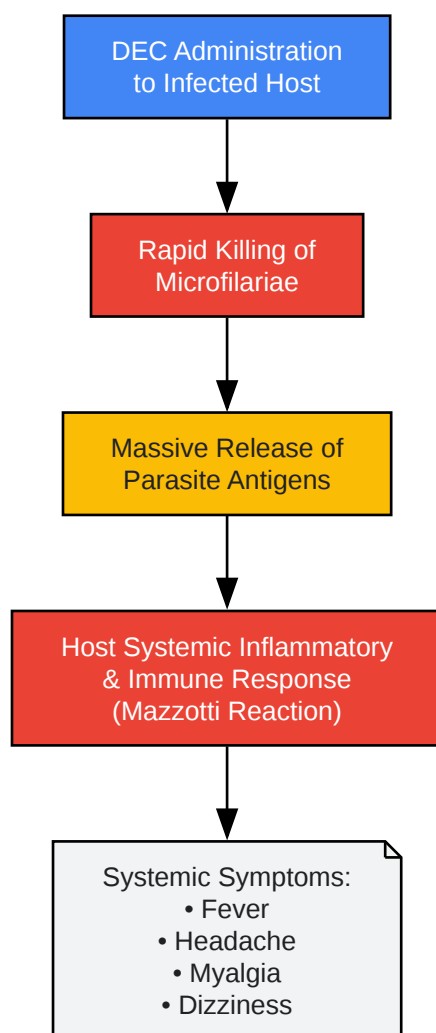 DEC Administration
to Infected Host
Rapid Killing of
Microfilariae
Massive Release of
Parasite Antigens
Host Systemic Inflammatory
& Immune Response
(Mazzotti Reaction)
Systemic Symptoms:
• Fever
• Headache
• Myalgia
• Dizziness